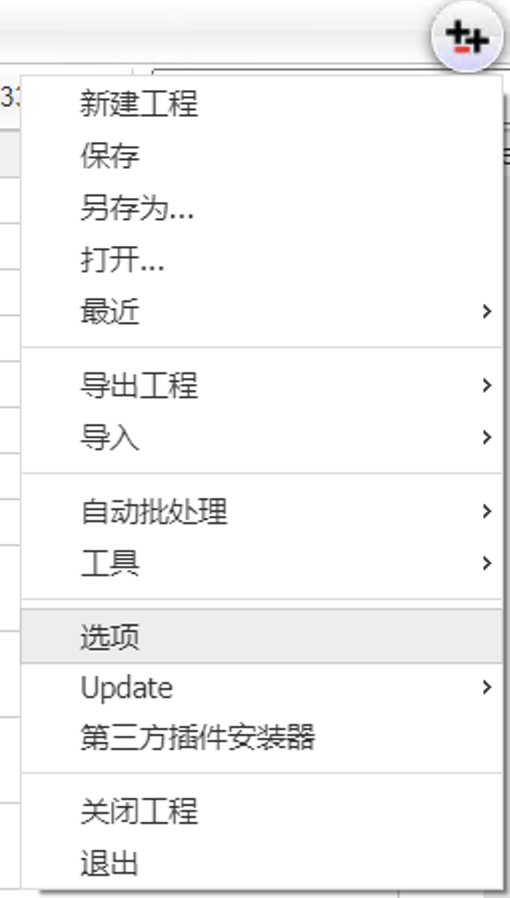 新建工程
保存
另存为...
打开...
最近
导出工程
导入
自动批处理
工具
选项
Update
第三方插件安装器
关闭工程
退出